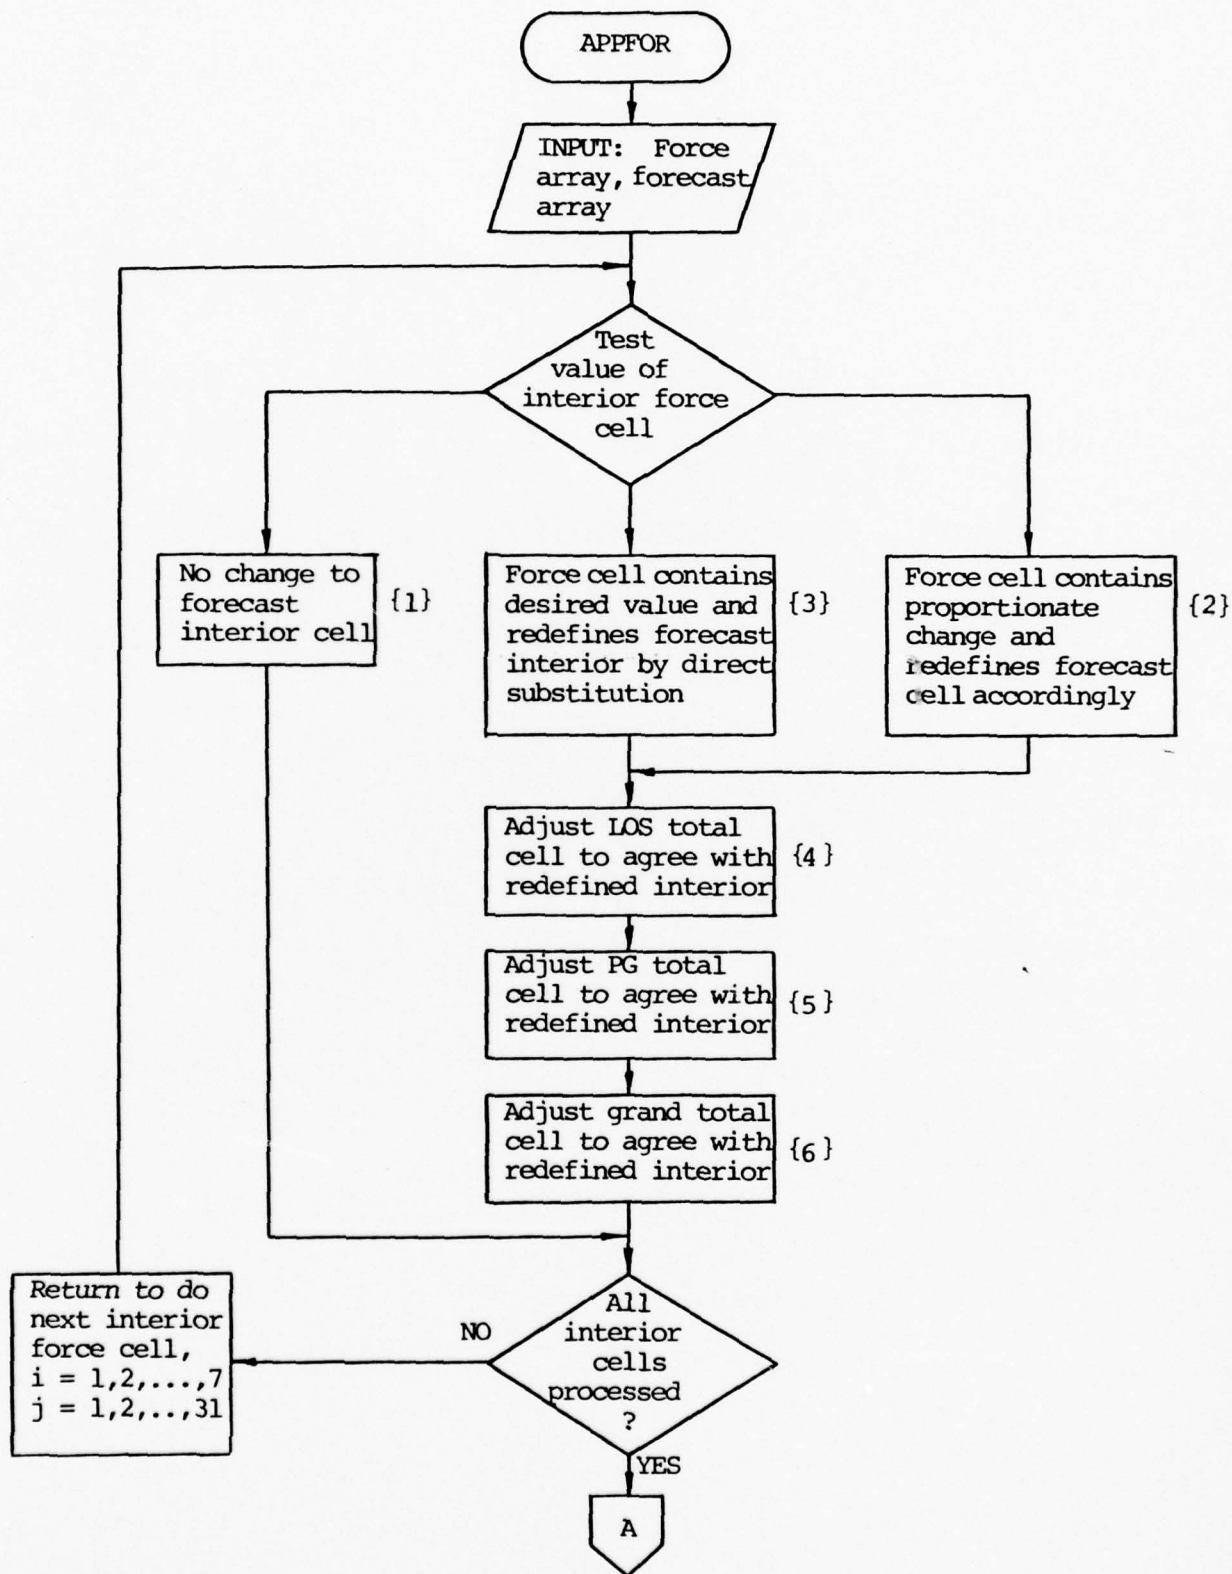 APPFOR
INPUT: Force
array, forecast
array
Test
value of
interior force
cell
No change to
forecast
interior cell
{1}
Force cell contains
desired value and
redefines forecast
interior by direct
substitution
{3}
Force cell contains
proportionate
change and
redefines forecast
cell accordingly
{2}
Adjust LOS total
cell to agree with
redefined interior
{4}
Adjust PG total
cell to agree with
redefined interior
{5}
Adjust grand total
cell to agree with
redefined interior
{6}
Return to do
next interior
force cell,
i = 1,2,...,7
j = 1,2,..,31
NO
All
interior
cells
processed
?
YES
A